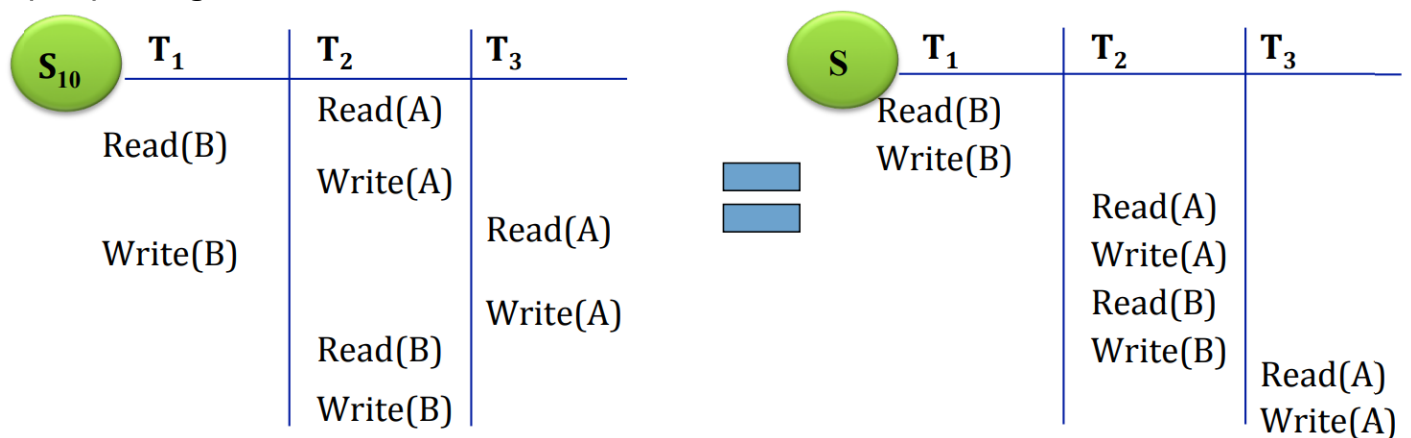 S10 T1 T2 T3
Read(A)
Read(B)
Write(A)
Read(A)
Write(B)
Write(A)
Read(B)
Write(B)
S T1 T2 T3
Read(B)
Write(B)
Read(A)
Write(A)
Read(B)
Write(B)
Read(A)
Write(A)